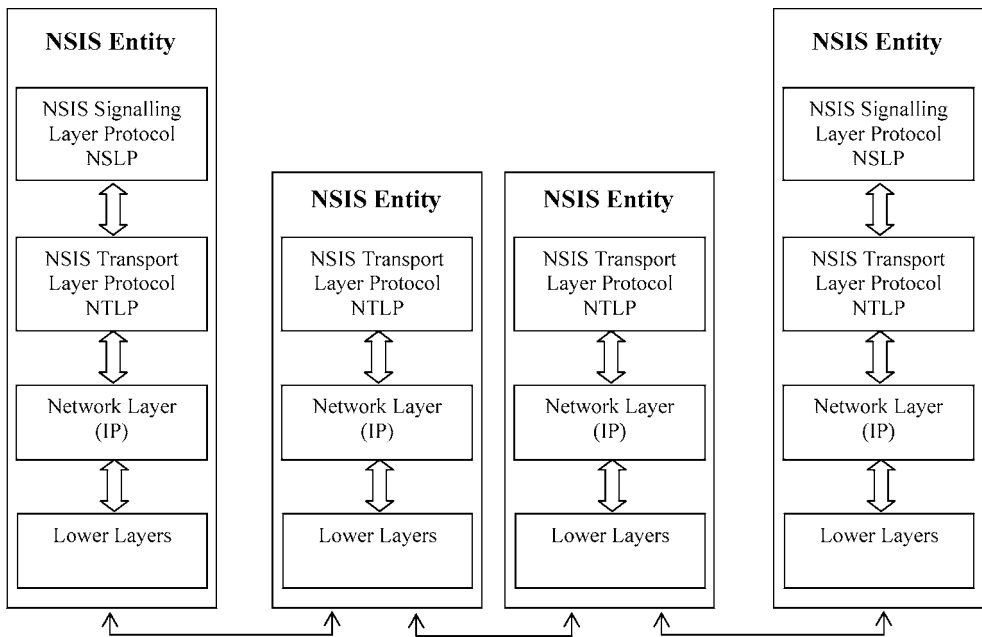 NSIS Entity
NSIS Signalling
Layer Protocol
NSLP
NSIS Transport
Layer Protocol
NTLP
Network Layer
(IP)
Lower Layers
NSIS Entity
NSIS Transport
Layer Protocol
NTLP
Network Layer
(IP)
Lower Layers
NSIS Entity
NSIS Transport
Layer Protocol
NTLP
Network Layer
(IP)
Lower Layers
NSIS Entity
NSIS Signalling
Layer Protocol
NSLP
NSIS Transport
Layer Protocol
NTLP
Network Layer
(IP)
Lower Layers